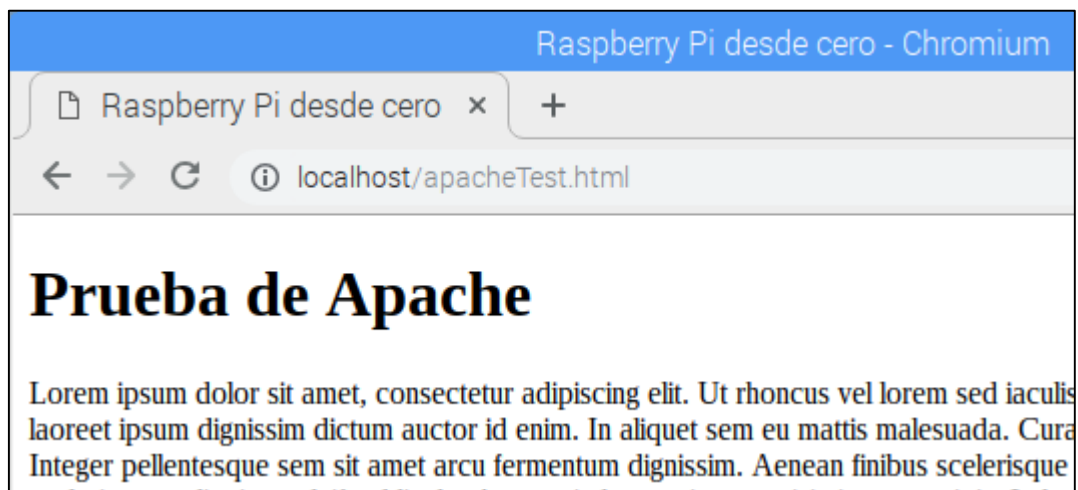 Raspberry Pi desde cero - Chromium
Raspberry Pi desde cero × +
localhost/apacheTest.html
Prueba de Apache
Lorem ipsum dolor sit amet, consectetur adipiscing elit. Ut rhoncus vel lorem sed iaculis
laoreet ipsum dignissim dictum auctor id enim. In aliquet sem eu mattis malesuada. Cura
Integer pellentesque sem sit amet arcu fermentum dignissim. Aenean finibus scelerisque